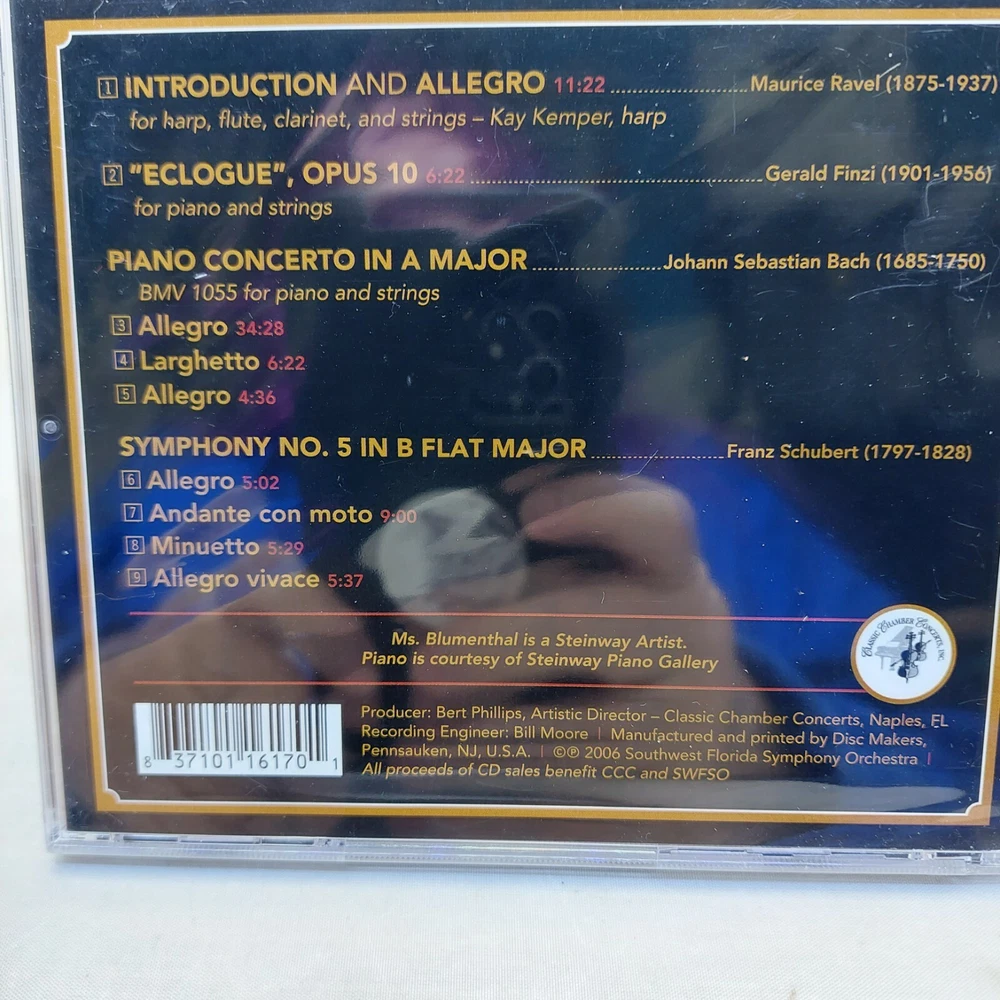 1 INTRODUCTION AND ALLEGRO 11:22 ........................ Maurice Ravel (1875-1937)
for harp, flute, clarinet, and strings – Kay Kemper, harp
2 "ECLOGUE", OPUS 10 6:22 ........................ Gerald Finzi (1901-1956)
for piano and strings
PIANO CONCERTO IN A MAJOR ........................ Johann Sebastian Bach (1685-1750)
BMV 1055 for piano and strings
3 Allegro 34:28
4 Larghetto 6:22
5 Allegro 4:36
SYMPHONY NO. 5 IN B FLAT MAJOR ........................ Franz Schubert (1797-1828)
6 Allegro 5:02
7 Andante con moto 9:00
8 Minuetto 5:29
9 Allegro vivace 5:37
Ms. Blumenthal is a Steinway Artist.
Piano is courtesy of Steinway Piano Gallery
CLASSIC CHAMBER CONCERTS, INC.
Producer: Bert Phillips, Artistic Director – Classic Chamber Concerts, Naples, FL
Recording Engineer: Bill Moore | Manufactured and printed by Disc Makers,
Pennsauken, NJ, U.S.A. | ©℗ 2006 Southwest Florida Symphony Orchestra |
All proceeds of CD sales benefit CCC and SWFSO
8 37101 16170 1